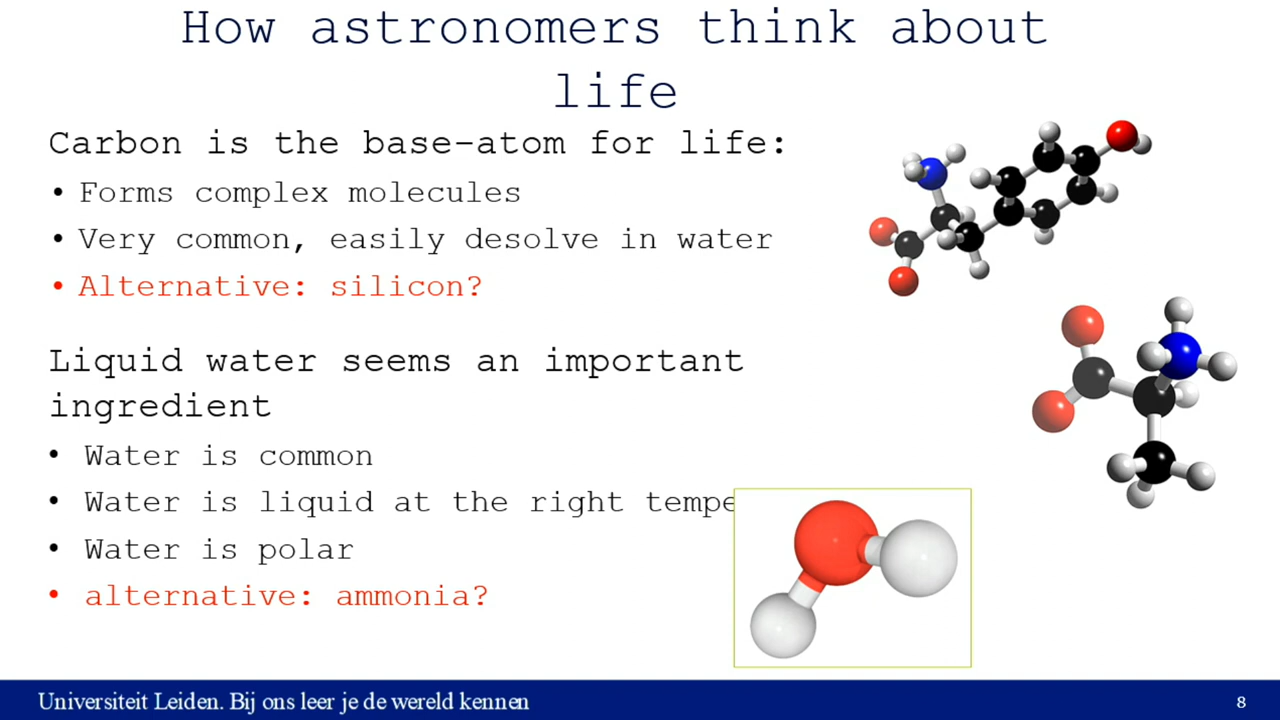 How astronomers think about
life
Carbon is the base-atom for life:
• Forms complex molecules
• Very common, easily desolve in water
• Alternative: silicon?
Liquid water seems an important
ingredient
• Water is common
• Water is liquid at the right tempe
• Water is polar
• alternative: ammonia?
Universiteit Leiden. Bij ons leer je de wereld kennen
8